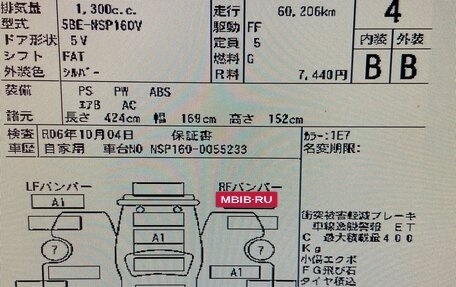 排気量 1,300c.c. 走行 60,206km 4
型式 5BE-NSP160V 駆動 FF
ドア形状 5V 定員 5 内装 外装
シフト FAT 燃料 G B B
外装色 シルバー R料 7,440円
装備 PS PW ABS
エアB AC
諸元 長さ 424cm 幅 169cm 高さ 152cm
検査 R06年10月04日 保証書 カラー:1E7
車歴 自家用 車台NO NSP160-0055233 名変期限:
LFバンパー RFバンパー
A1 MBIB.RU
衝突被害軽減ブレーキ
車線逸脱警報 ET
C 最大積載量400
A1
Kg
7 7
小傷エクボ
A1 FG飛び石
タイヤ積込